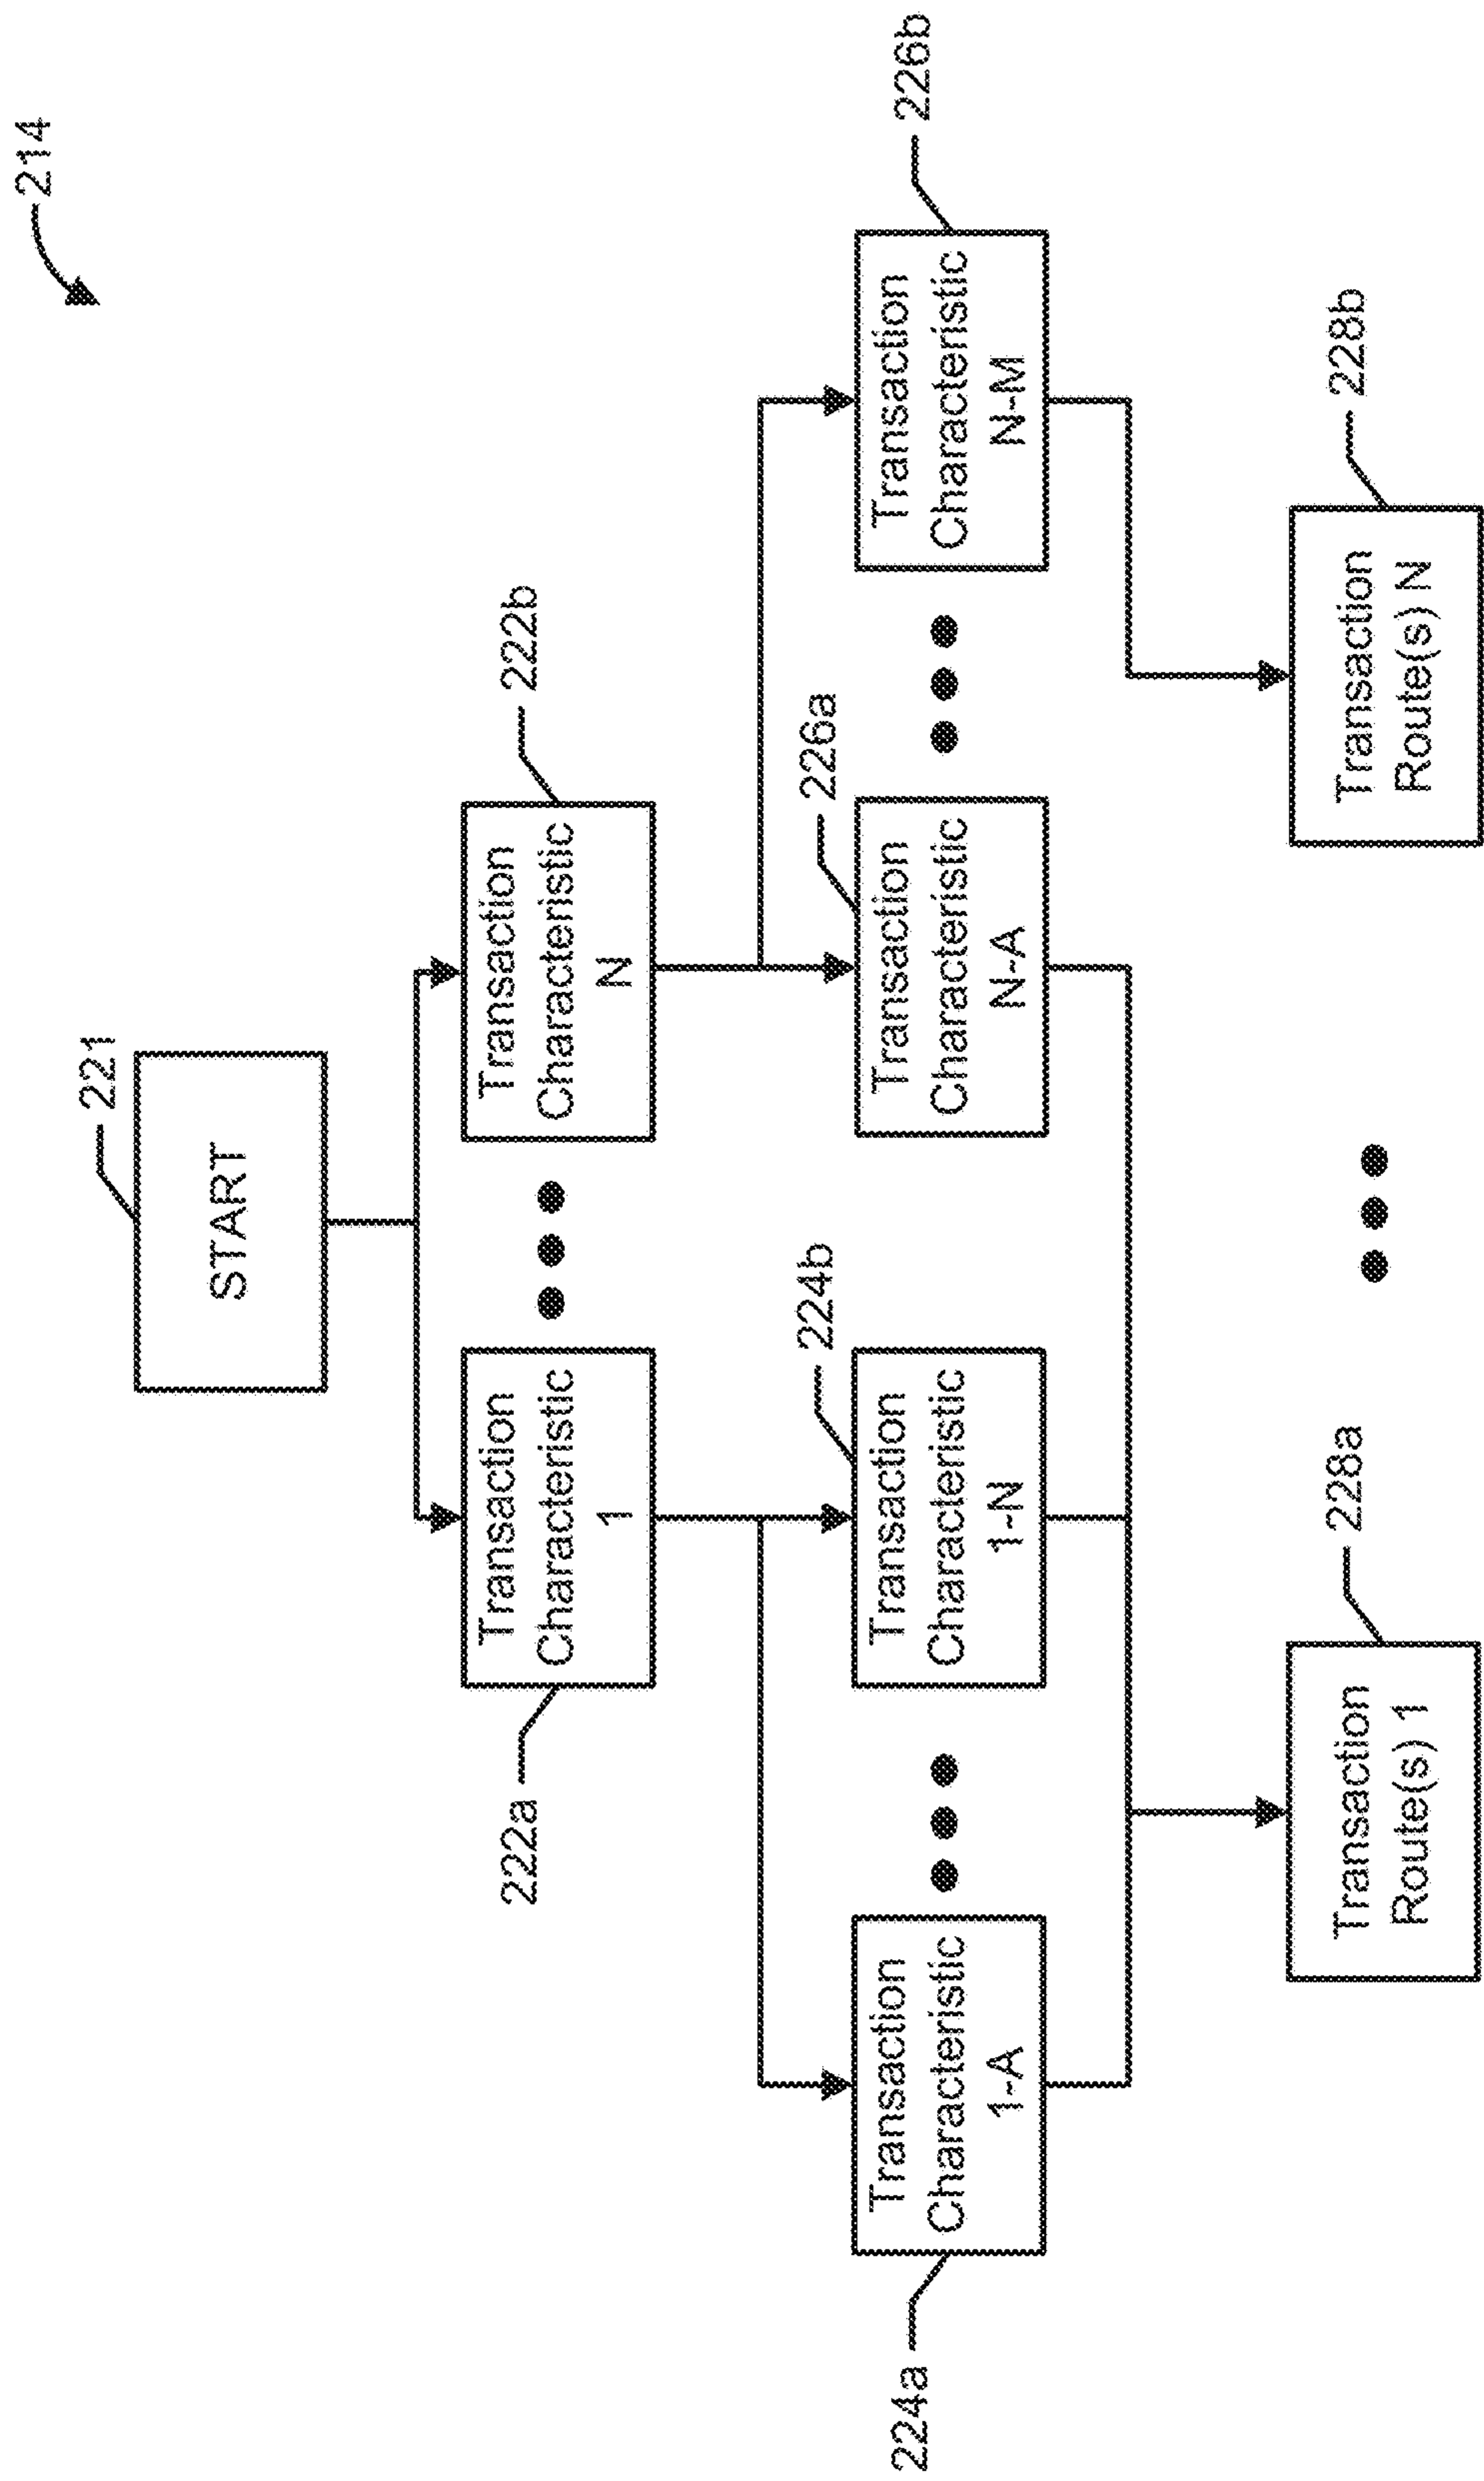 214
221
START
222a
Transaction
Characteristic
1
Transaction
Characteristic
N
222b
224a
Transaction
Characteristic
1-A
224b
Transaction
Characteristic
1-N
226a
Transaction
Characteristic
N-A
226b
Transaction
Characteristic
N-M
228a
Transaction
Route(s) 1
228b
Transaction
Route(s) N